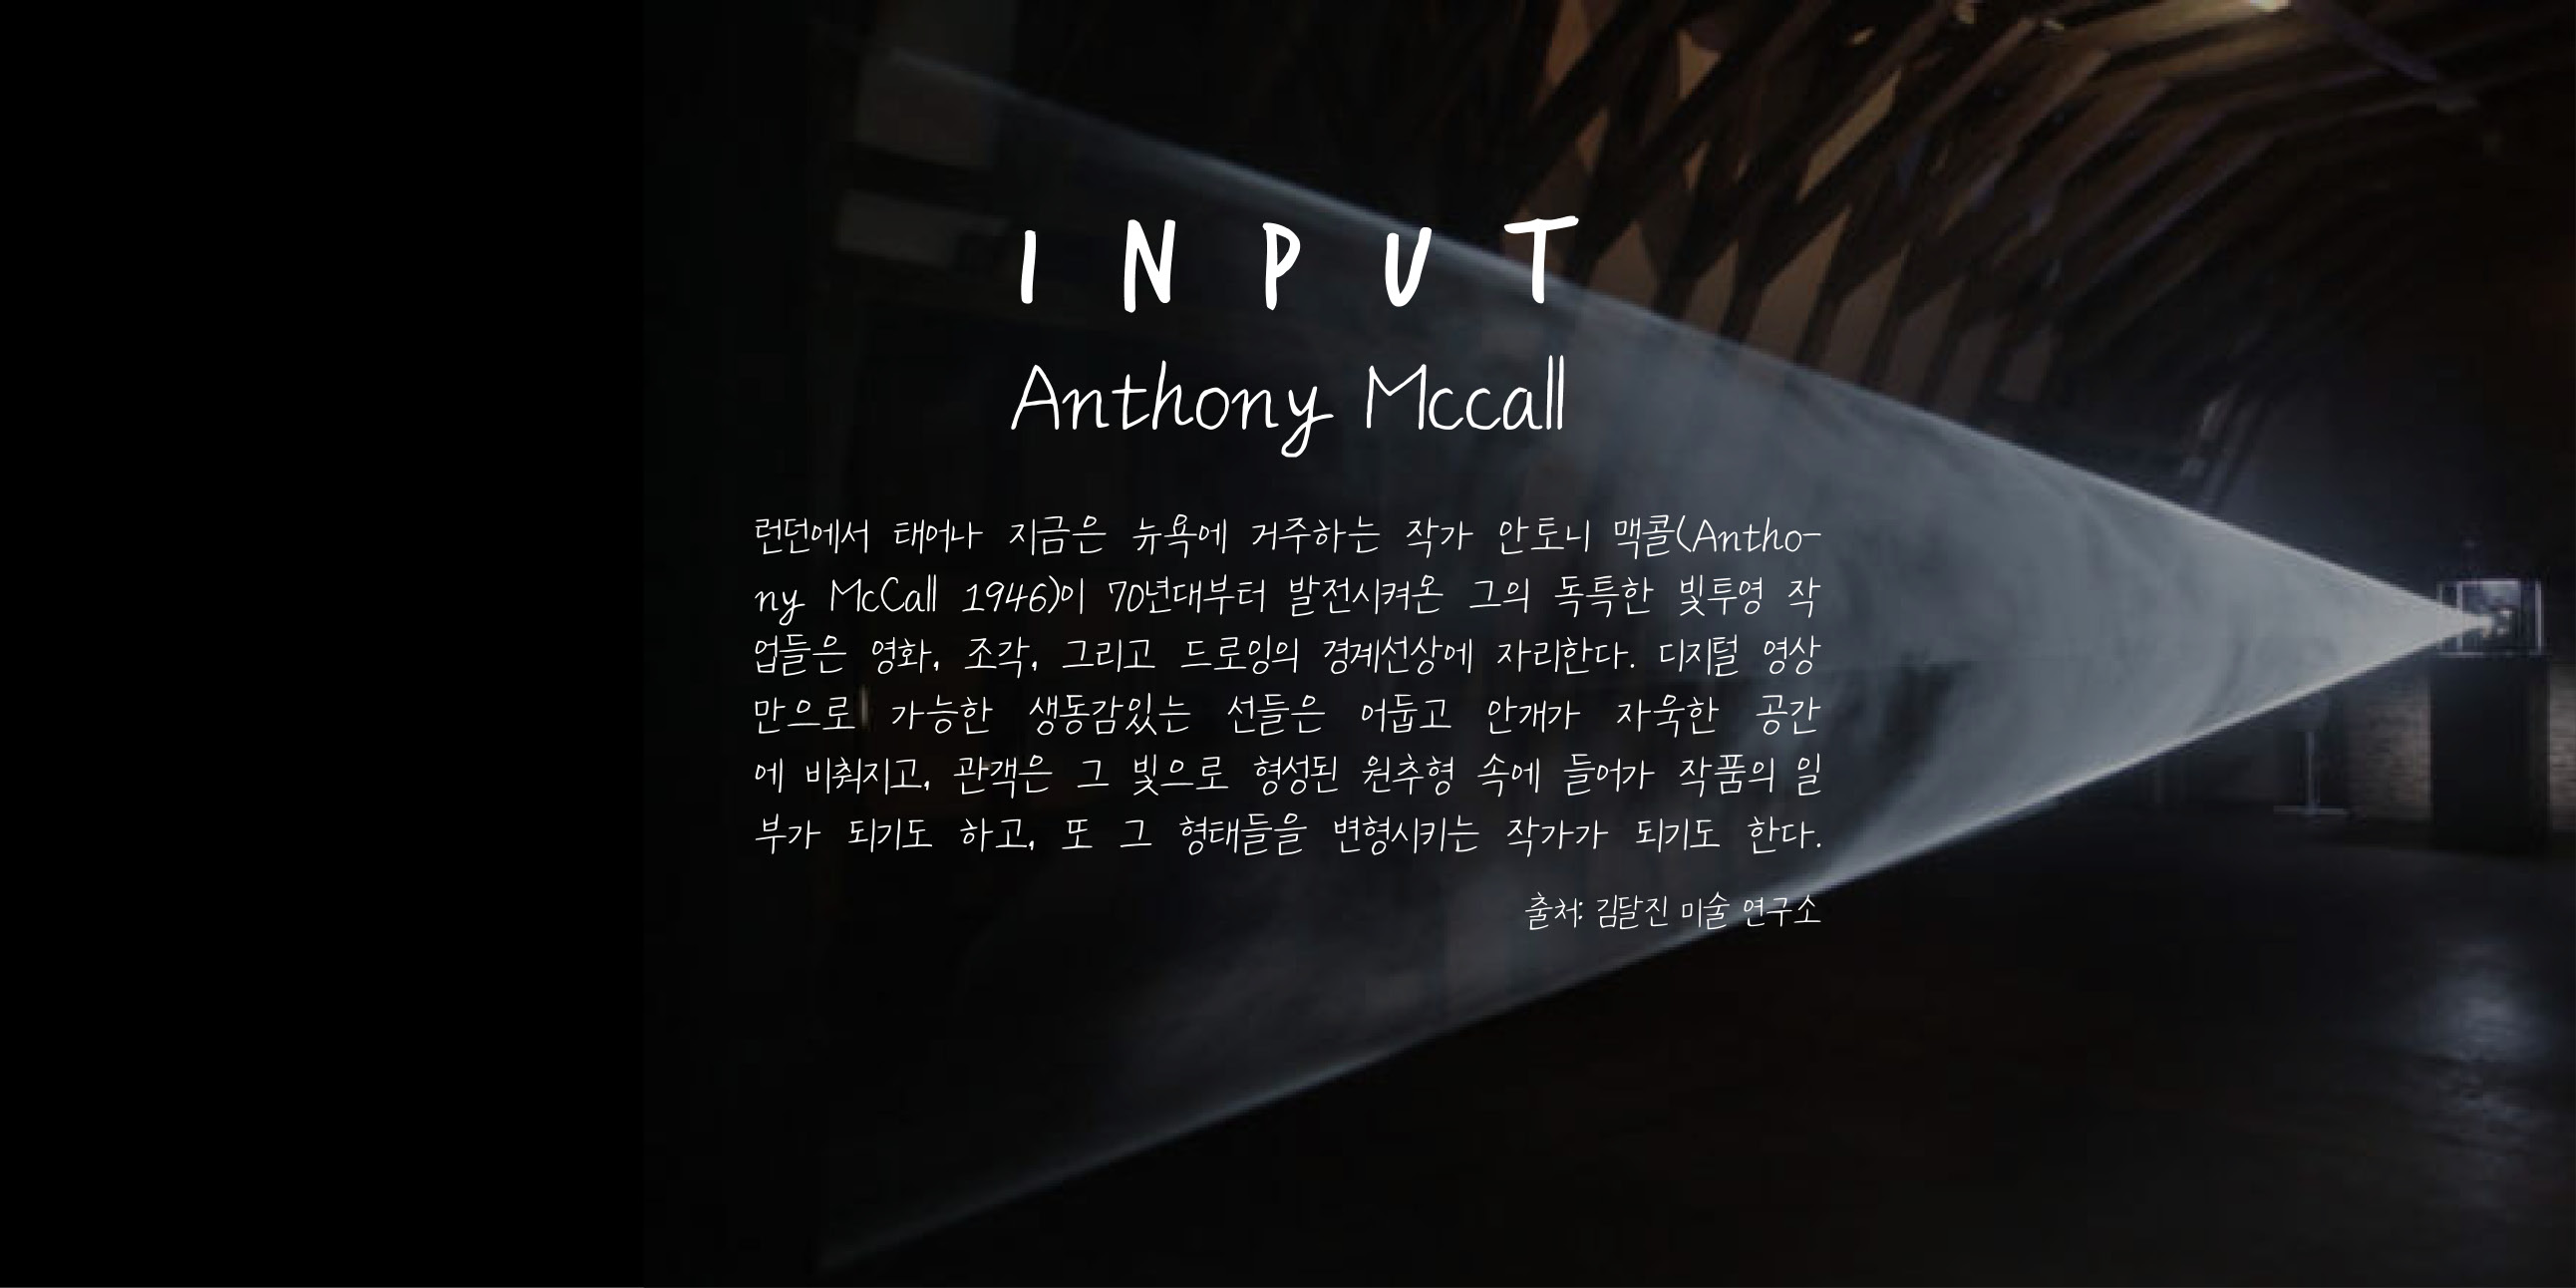 I N P U T
Anthony Mccall
런던에서 태어나 지금은 뉴욕에 거주하는 작가 안토니 맥콜(Antho-
ny McCall 1946)이 70년대부터 발전시켜온 그의 독특한 빛투영 작
업들은 영화, 조각, 그리고 드로잉의 경계선상에 자리한다. 디지털 영상
만으로 가능한 생동감있는 선들은 어둡고 안개가 자욱한 공간
에 비춰지고, 관객은 그 빛으로 형성된 원추형 속에 들어가 작품의 일
부가 되기도 하고, 또 그 형태들을 변형시키는 작가가 되기도 한다.
출처: 김달진 미술 연구소